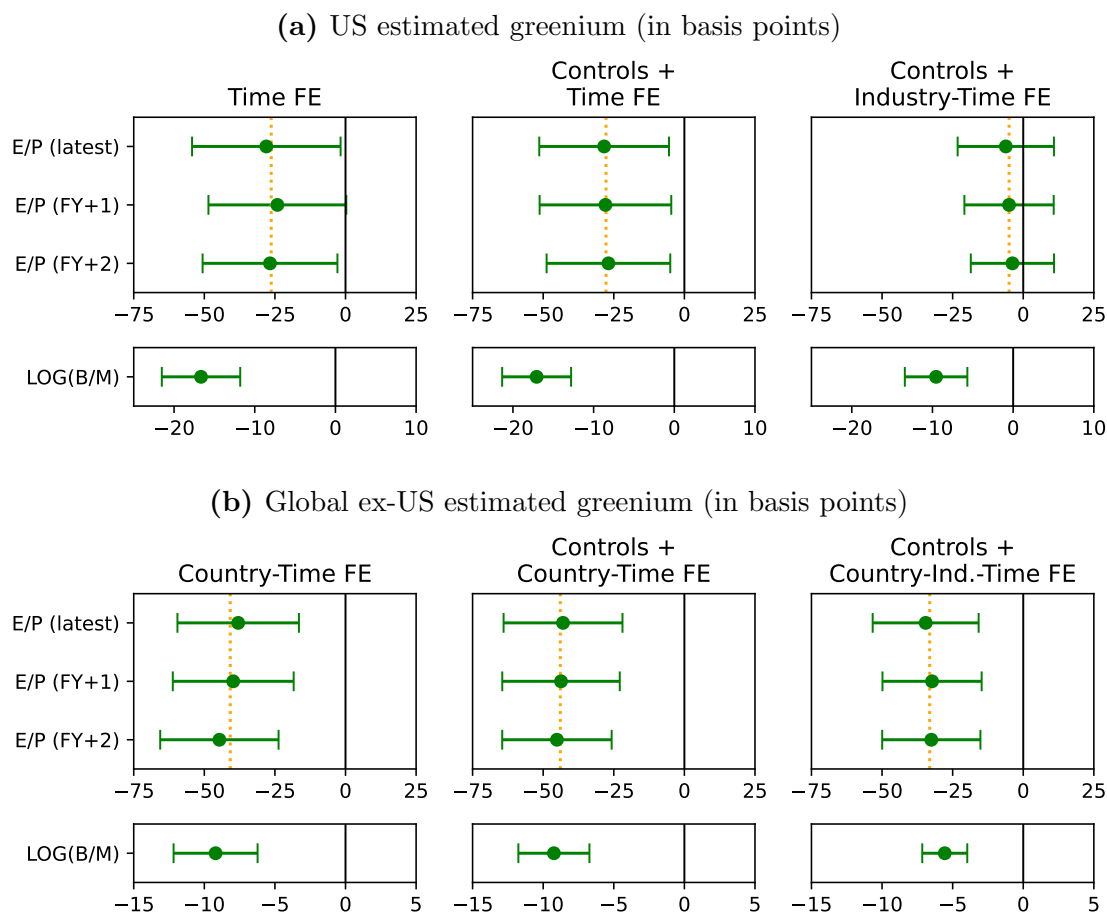 (a) US estimated greenium (in basis points)
Time FE
Controls +
Time FE
Controls +
Industry-Time FE
E/P (latest)
E/P (FY+1)
E/P (FY+2)
−75 −50 −25 0 25
−75 −50 −25 0 25
−75 −50 −25 0 25
LOG(B/M)
−20 −10 0 10
−20 −10 0 10
−20 −10 0 10
(b) Global ex-US estimated greenium (in basis points)
Country-Time FE
Controls +
Country-Time FE
Controls +
Country-Ind.-Time FE
E/P (latest)
E/P (FY+1)
E/P (FY+2)
−75 −50 −25 0 25
−75 −50 −25 0 25
−75 −50 −25 0 25
LOG(B/M)
−15 −10 −5 0 5
−15 −10 −5 0 5
−15 −10 −5 0 5